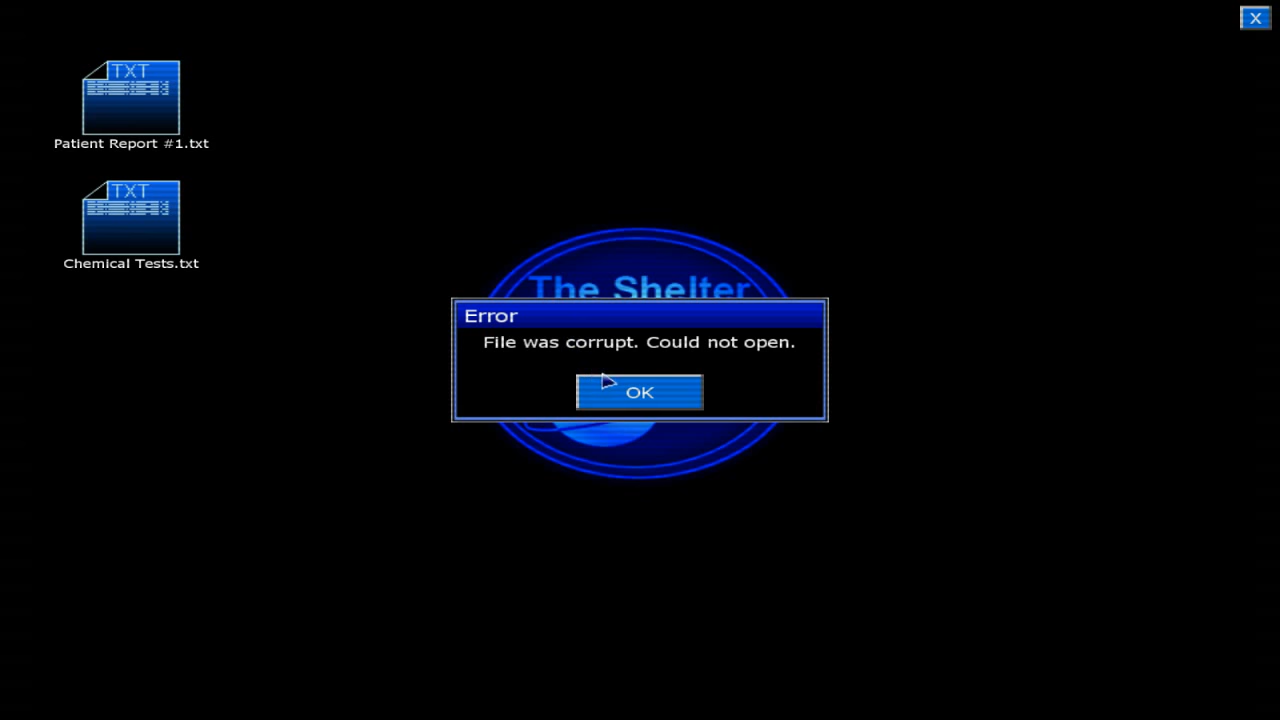 X
TXT
Patient Report #1.txt
TXT
Chemical Tests.txt
The Shelter
Error
File was corrupt. Could not open.
OK